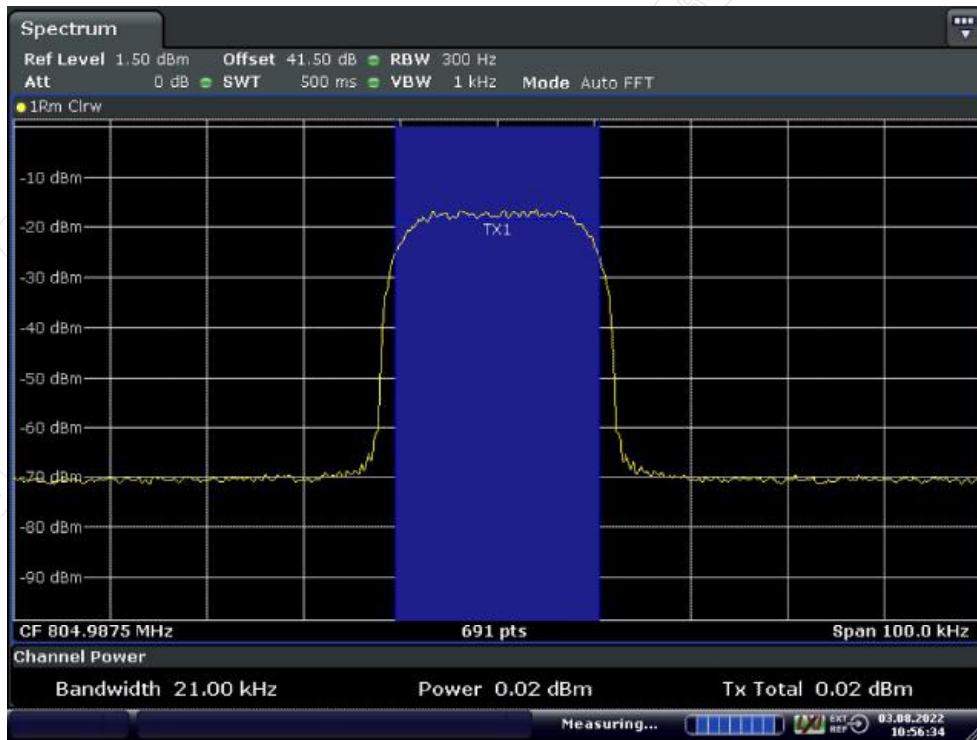 Spectrum
Ref Level 1.50 dBm Offset 41.50 dB RBW 300 Hz
Att 0 dB SWT 500 ms VBW 1 kHz Mode Auto FFT
1Rm Clrw
-10 dBm
-20 dBm
TX1
-30 dBm
-40 dBm
-50 dBm
-60 dBm
-70 dBm
-80 dBm
-90 dBm
CF 804.9875 MHz 691 pts Span 100.0 kHz
Channel Power
Bandwidth 21.00 kHz Power 0.02 dBm Tx Total 0.02 dBm
Measuring... EXT REF 03.08.2022
10:56:34